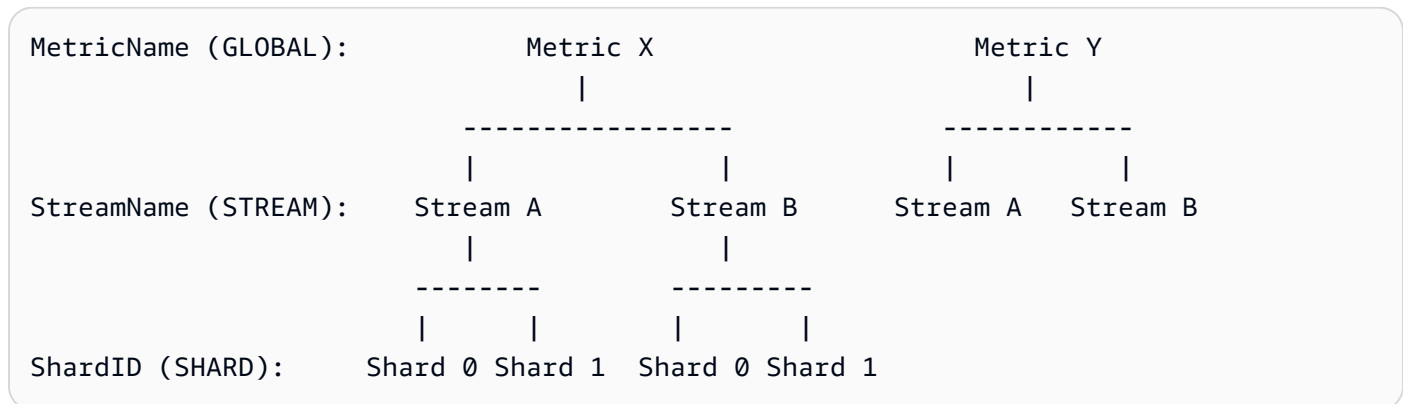 MetricName (GLOBAL): Metric X Metric Y
| |
----------------- ------------
| | | |
StreamName (STREAM): Stream A Stream B Stream A Stream B
| |
-------- ---------
| | | |
ShardID (SHARD): Shard 0 Shard 1 Shard 0 Shard 1